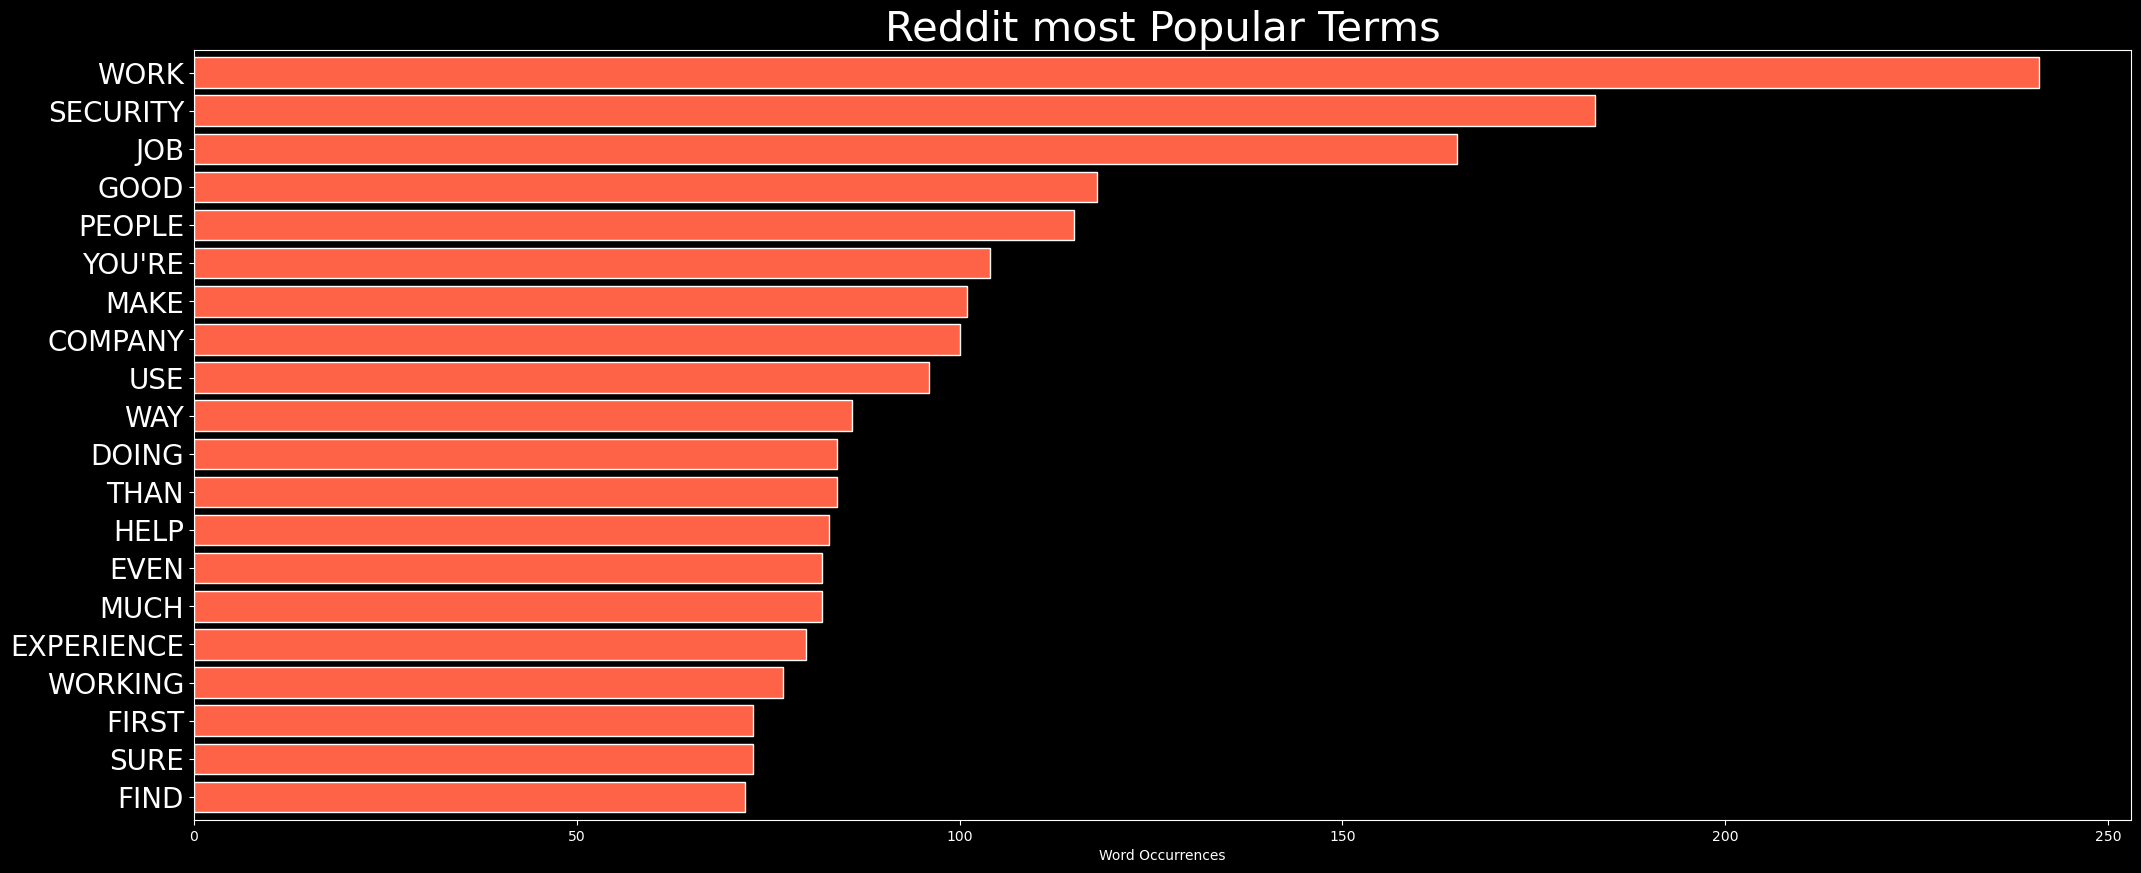 Reddit most Popular Terms
WORK
SECURITY
JOB
GOOD
PEOPLE
YOU'RE
MAKE
COMPANY
USE
WAY
DOING
THAN
HELP
EVEN
MUCH
EXPERIENCE
WORKING
FIRST
SURE
FIND
0 50 100 150 200 250
Word Occurrences